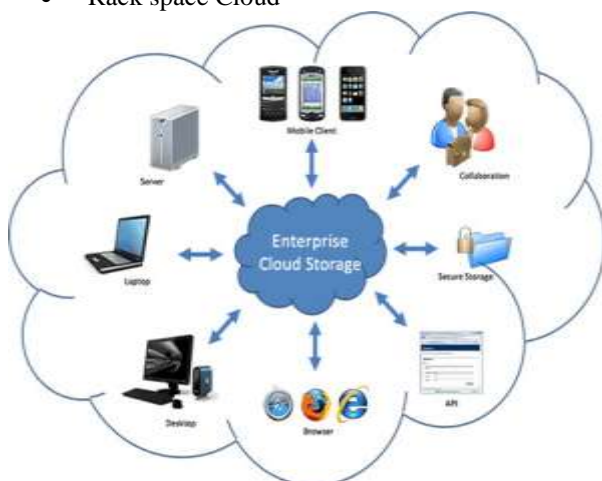 • Rack space Cloud
Mobile Client
Server
Collaboration
Enterprise
Cloud Storage
Laptop
Secure Storage
Desktop
Browser
API